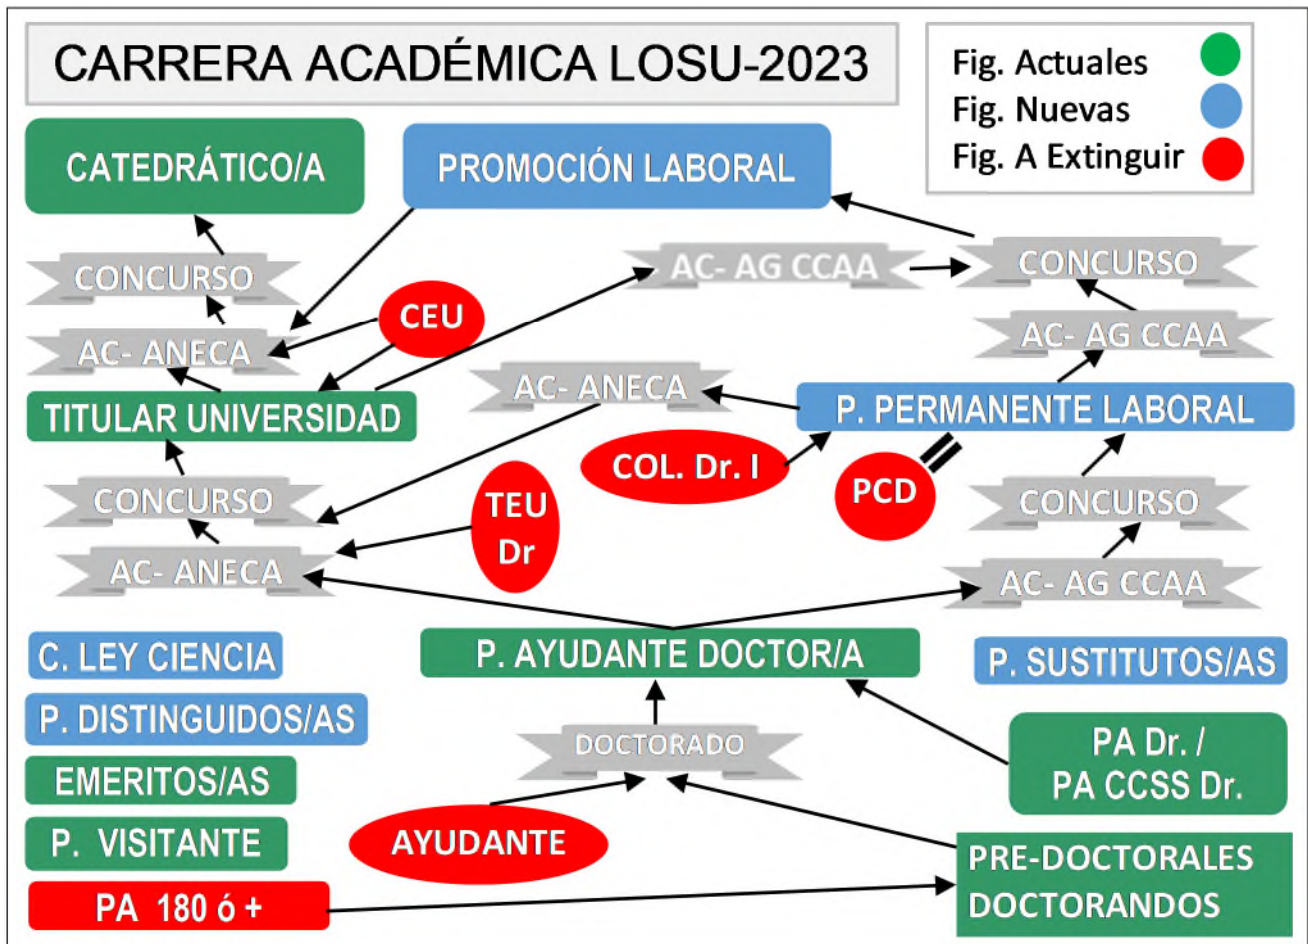 CARRERA ACADÉMICA LOSU-2023
Fig. Actuales
Fig. Nuevas
Fig. A Extinguir
CATEDRÁTICO/A
PROMOCIÓN LABORAL
CONCURSO
AC- AG CCAA
CONCURSO
CEU
AC- ANECA
AC- AG CCAA
AC- ANECA
TITULAR UNIVERSIDAD
P. PERMANENTE LABORAL
COL. Dr. I
PCD
CONCURSO
TEU
Dr
CONCURSO
AC- ANECA
AC- AG CCAA
C. LEY CIENCIA
P. AYUDANTE DOCTOR/A
P. SUSTITUTOS/AS
P. DISTINGUIDOS/AS
DOCTORADO
PA Dr. /
PA CCSS Dr.
EMERITOS/AS
P. VISITANTE
AYUDANTE
PRE-DOCTORALES
DOCTORANDOS
PA 180 ó +